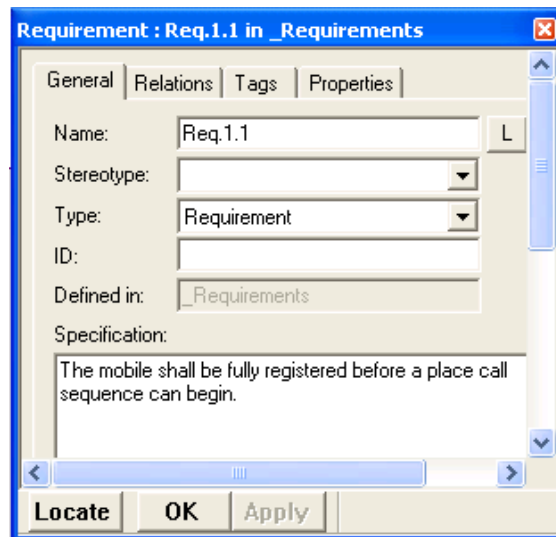 Requirement : Req.1.1 in _Requirements
General Relations Tags Properties
Name: Req.1.1 L
Stereotype:
Type: Requirement
ID:
Defined in: _Requirements
Specification:
The mobile shall be fully registered before a place call
sequence can begin.
Locate OK Apply